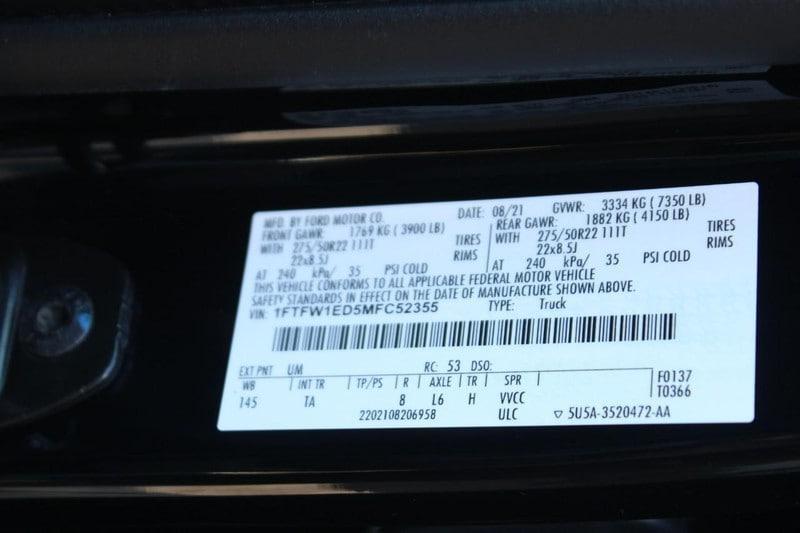 MFD. BY FORD MOTOR CO. DATE: 08/21 GVWR: 3334 KG ( 7350 LB)
FRONT GAWR: 1769 KG ( 3900 LB) REAR GAWR: 1882 KG ( 4150 LB)
WITH 275/50R22 111T TIRES WITH 275/50R22 111T TIRES
22x8.5J RIMS 22x8.5J RIMS
AT 240 kPa/ 35 PSI COLD AT 240 kPa/ 35 PSI COLD
THIS VEHICLE CONFORMS TO ALL APPLICABLE FEDERAL MOTOR VEHICLE
SAFETY STANDARDS IN EFFECT ON THE DATE OF MANUFACTURE SHOWN ABOVE.
VIN: 1FTFW1ED5MFC52355 TYPE: Truck
EXT PNT UM RC: 53 DSO:
WB INT TR TP/PS R AXLE TR SPR F0137
145 TA 8 L6 H VVCC T0366
2202108206958 ULC 5U5A-3520472-AA